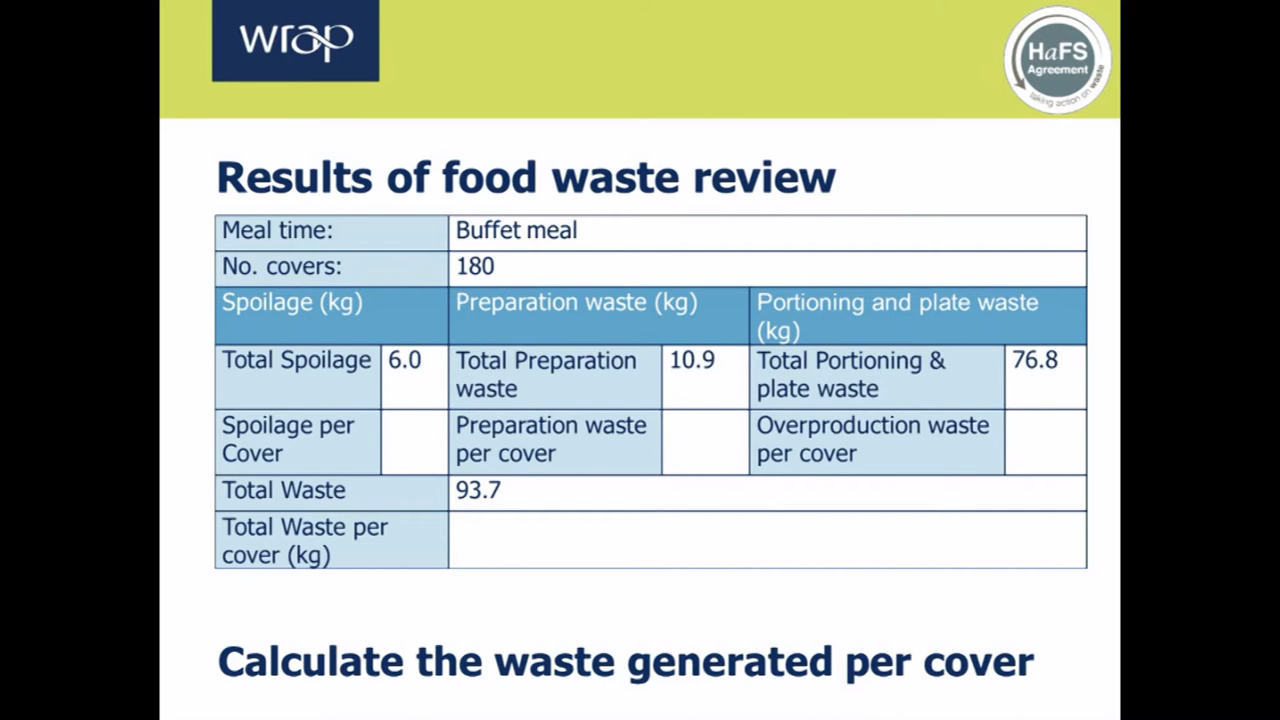 wrap
HaFS
Agreement
taking action on waste
Results of food waste review
Meal time:
Buffet meal
No. covers:
180
Spoilage (kg)
Preparation waste (kg)
Portioning and plate waste
(kg)
Total Spoilage
6.0
Total Preparation
waste
10.9
Total Portioning &
plate waste
76.8
Spoilage per
Cover
Preparation waste
per cover
Overproduction waste
per cover
Total Waste
93.7
Total Waste per
cover (kg)
Calculate the waste generated per cover